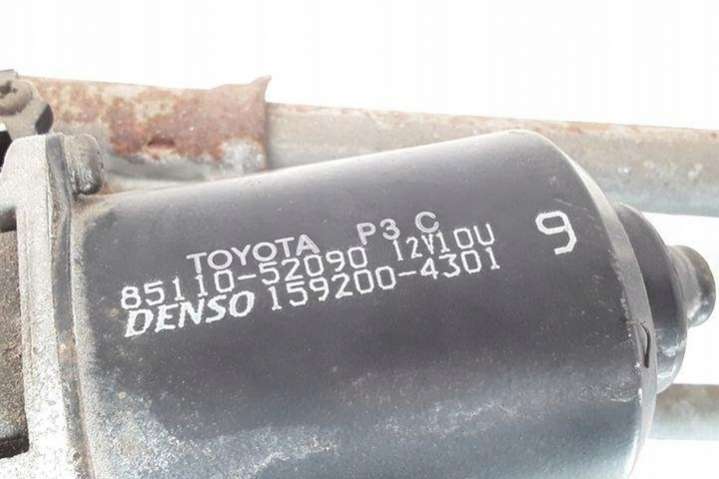 TOYOTA P3 C
85110-52090 12V10U
DENSO 159200-4301
9